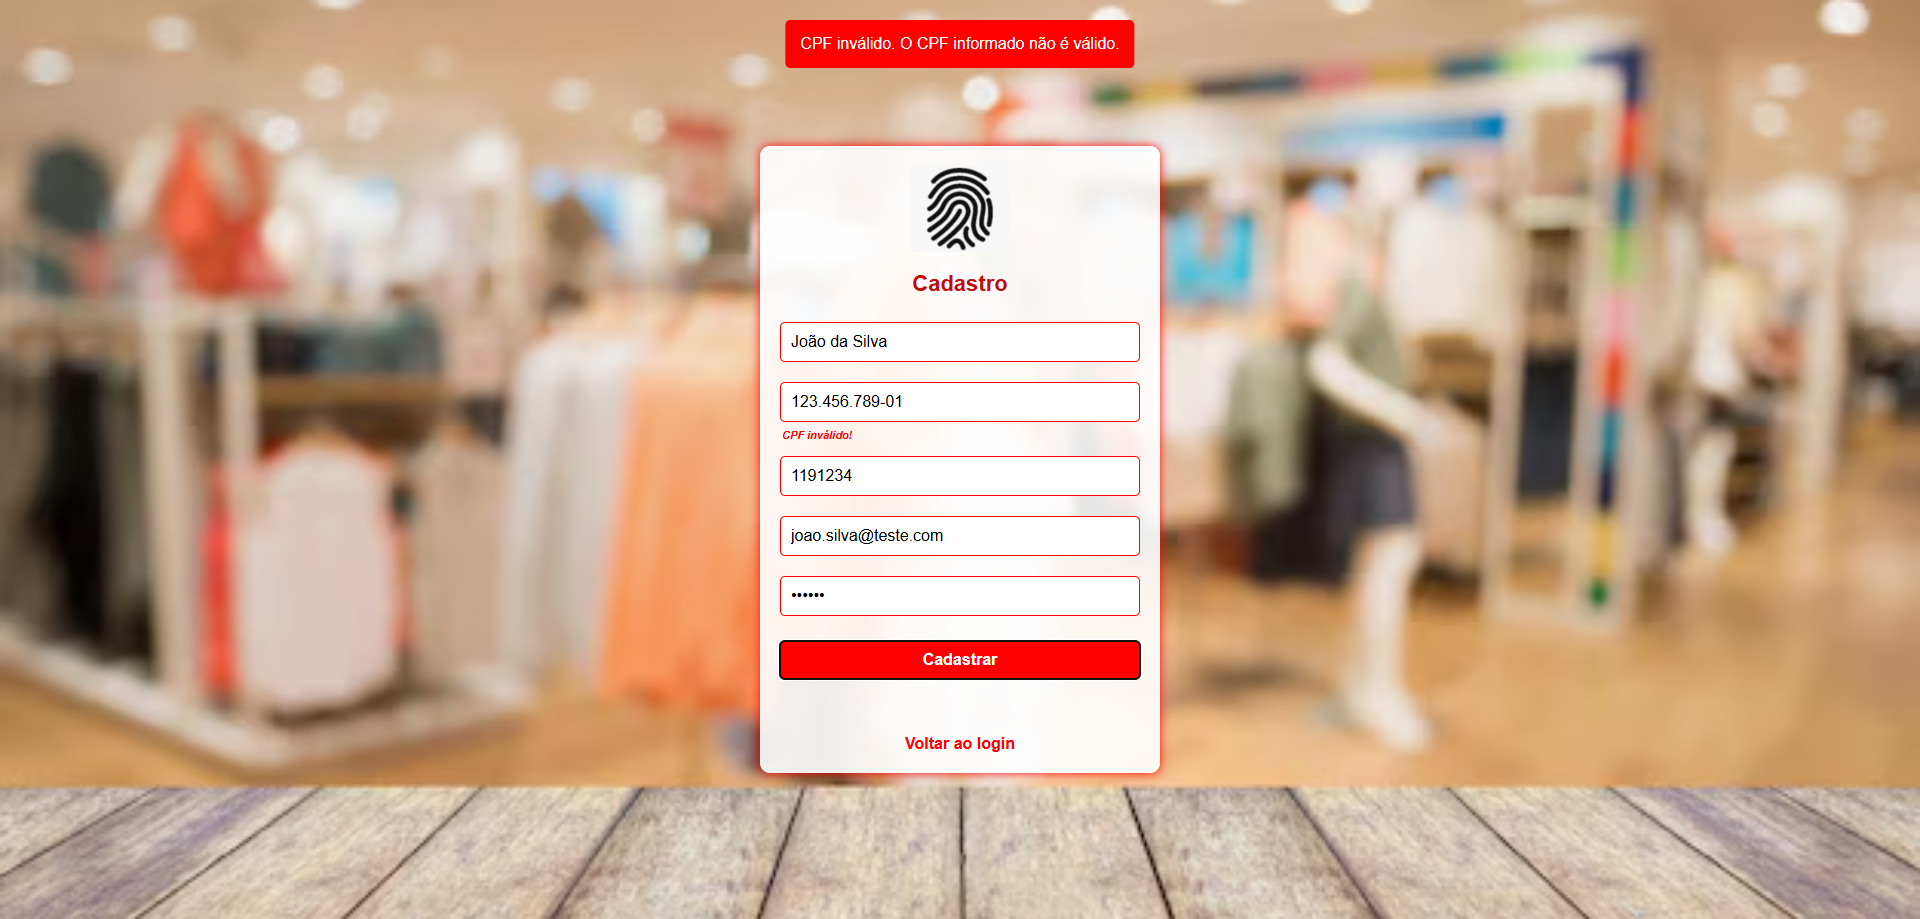 CPF inválido. O CPF informado não é válido.
Cadastro
João da Silva
123.456.789-01
CPF inválido!
1191234
joao.silva@teste.com
••••••
Cadastrar
Voltar ao login